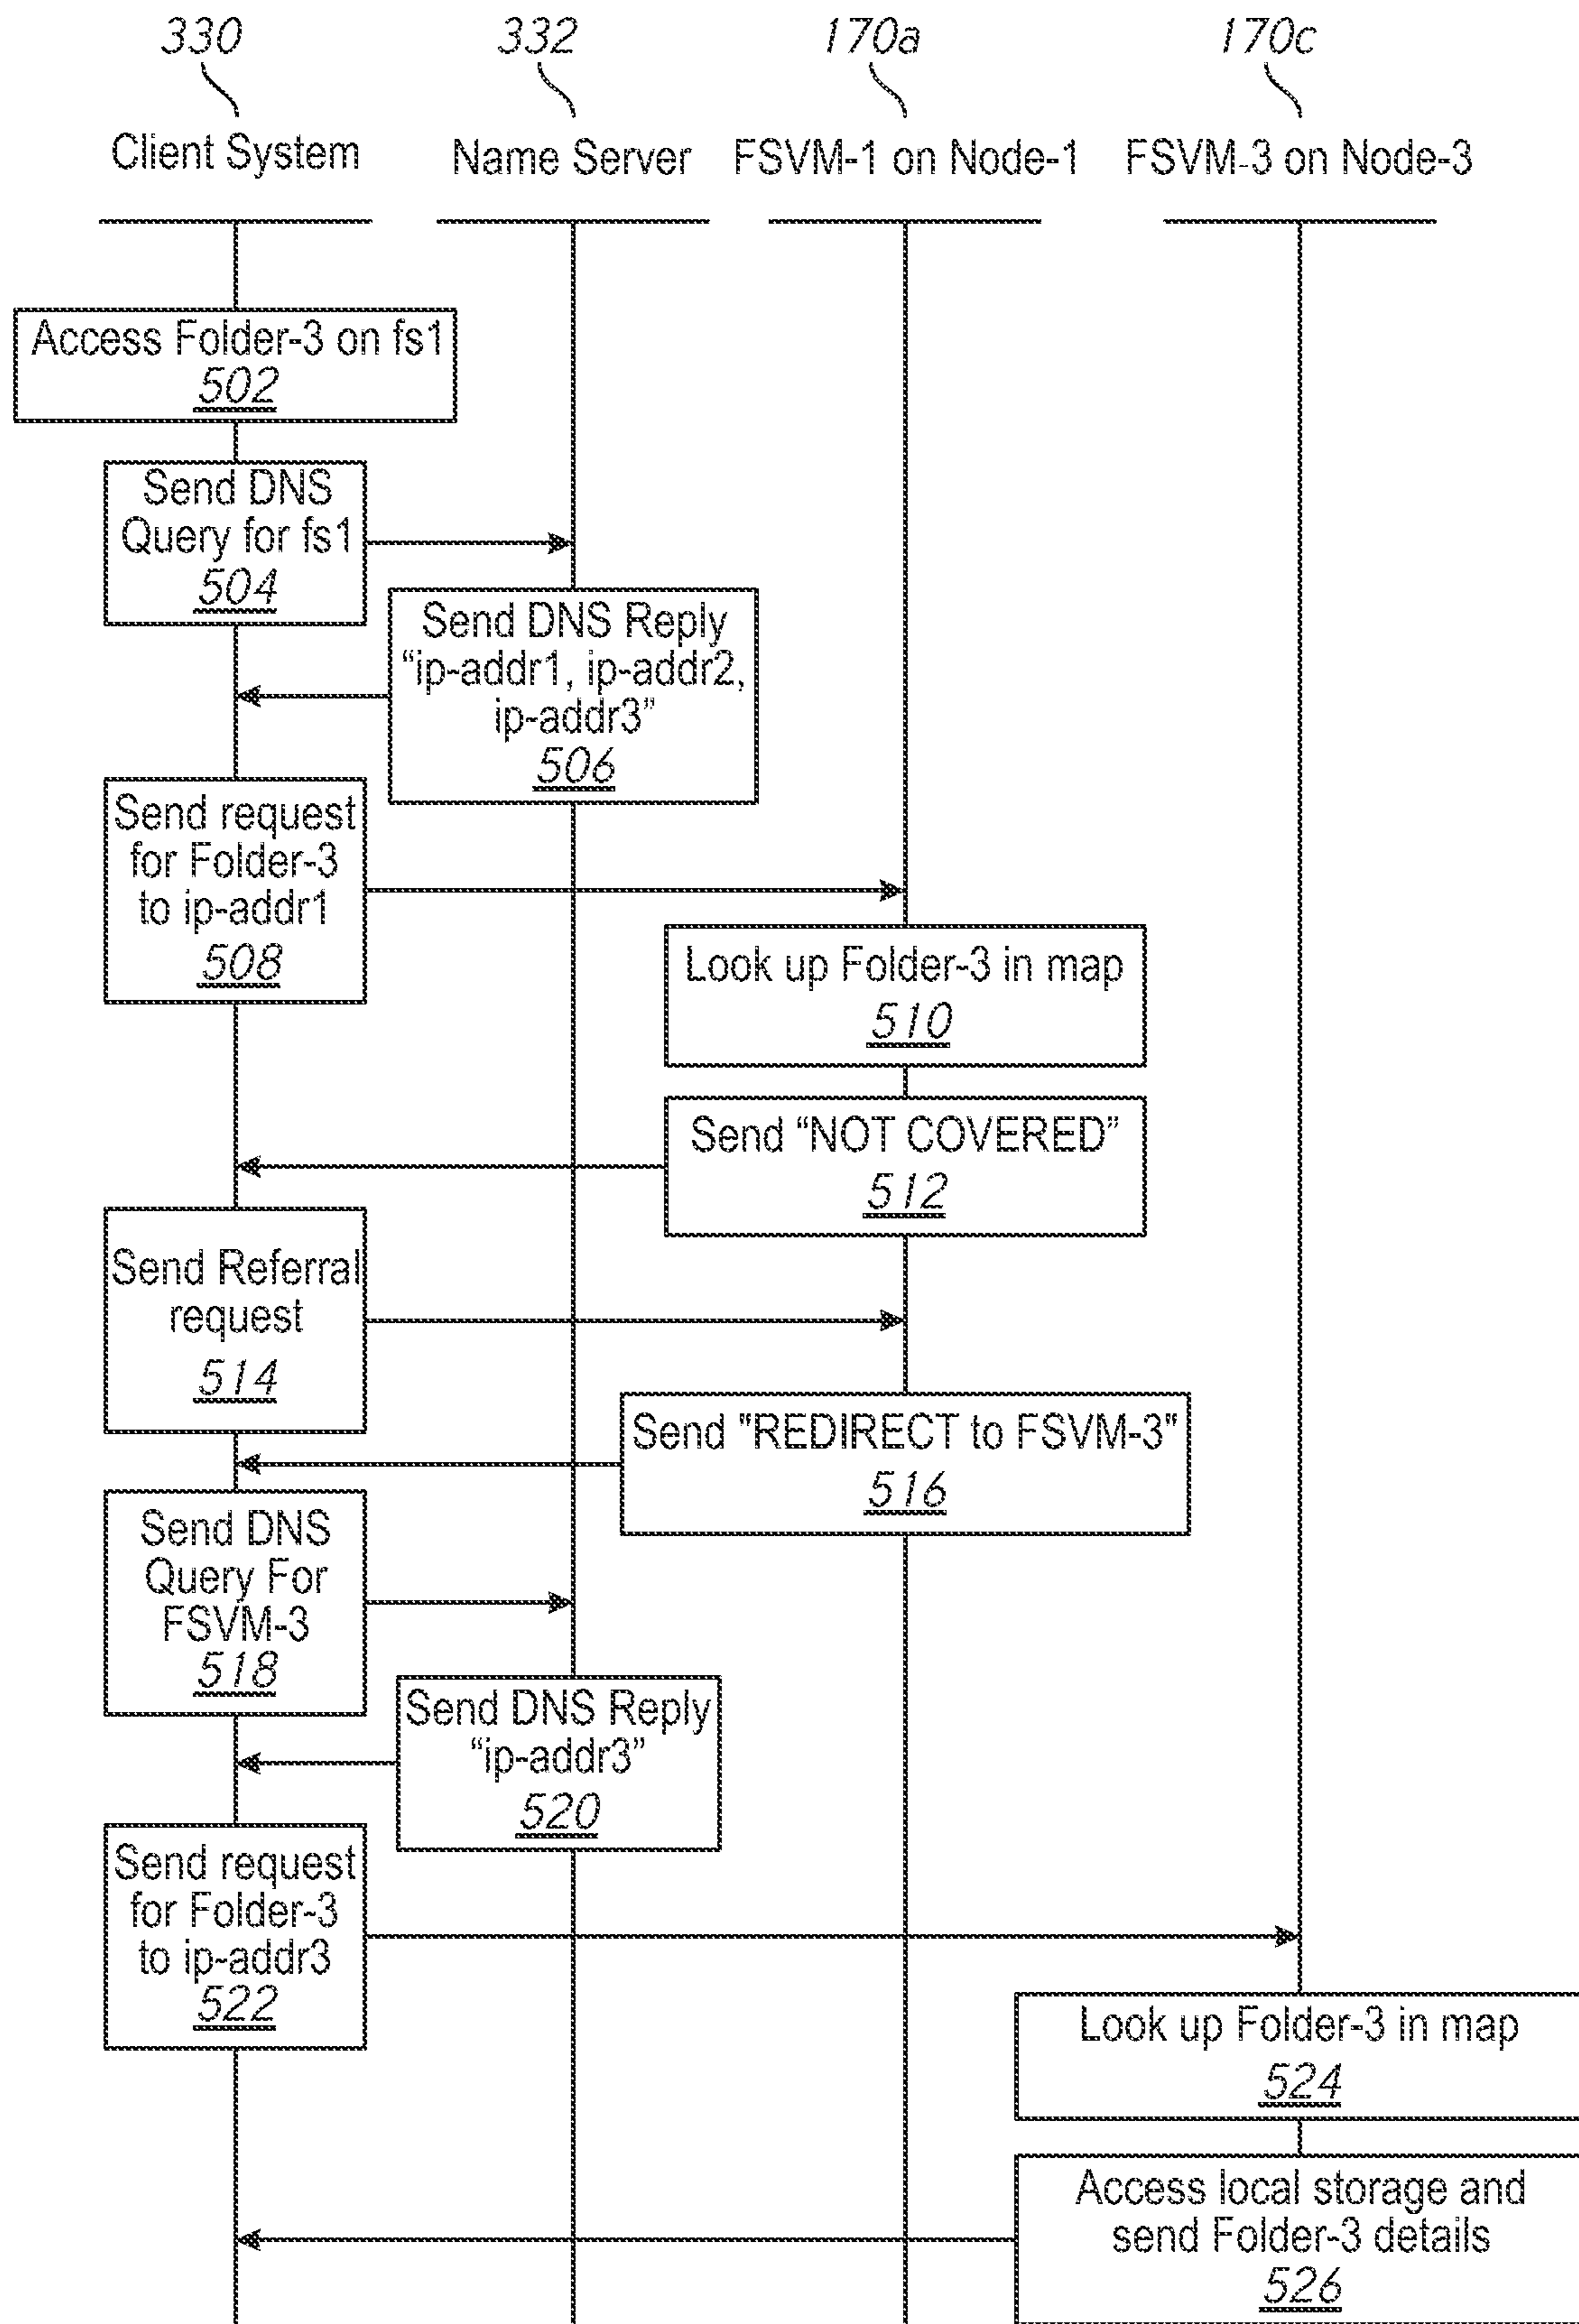 330
332
170a
170c
Client System
Name Server
FSVM-1 on Node-1
FSVM-3 on Node-3
Access Folder-3 on fs1
502
Send DNS
Query for fs1
504
Send DNS Reply
“ip-addr1, ip-addr2,
ip-addr3”
506
Send request
for Folder-3
to ip-addr1
508
Look up Folder-3 in map
510
Send “NOT COVERED”
512
Send Referral
request
514
Send "REDIRECT to FSVM-3"
516
Send DNS
Query For
FSVM-3
518
Send DNS Reply
“ip-addr3”
520
Send request
for Folder-3
to ip-addr3
522
Look up Folder-3 in map
524
Access local storage and
send Folder-3 details
526